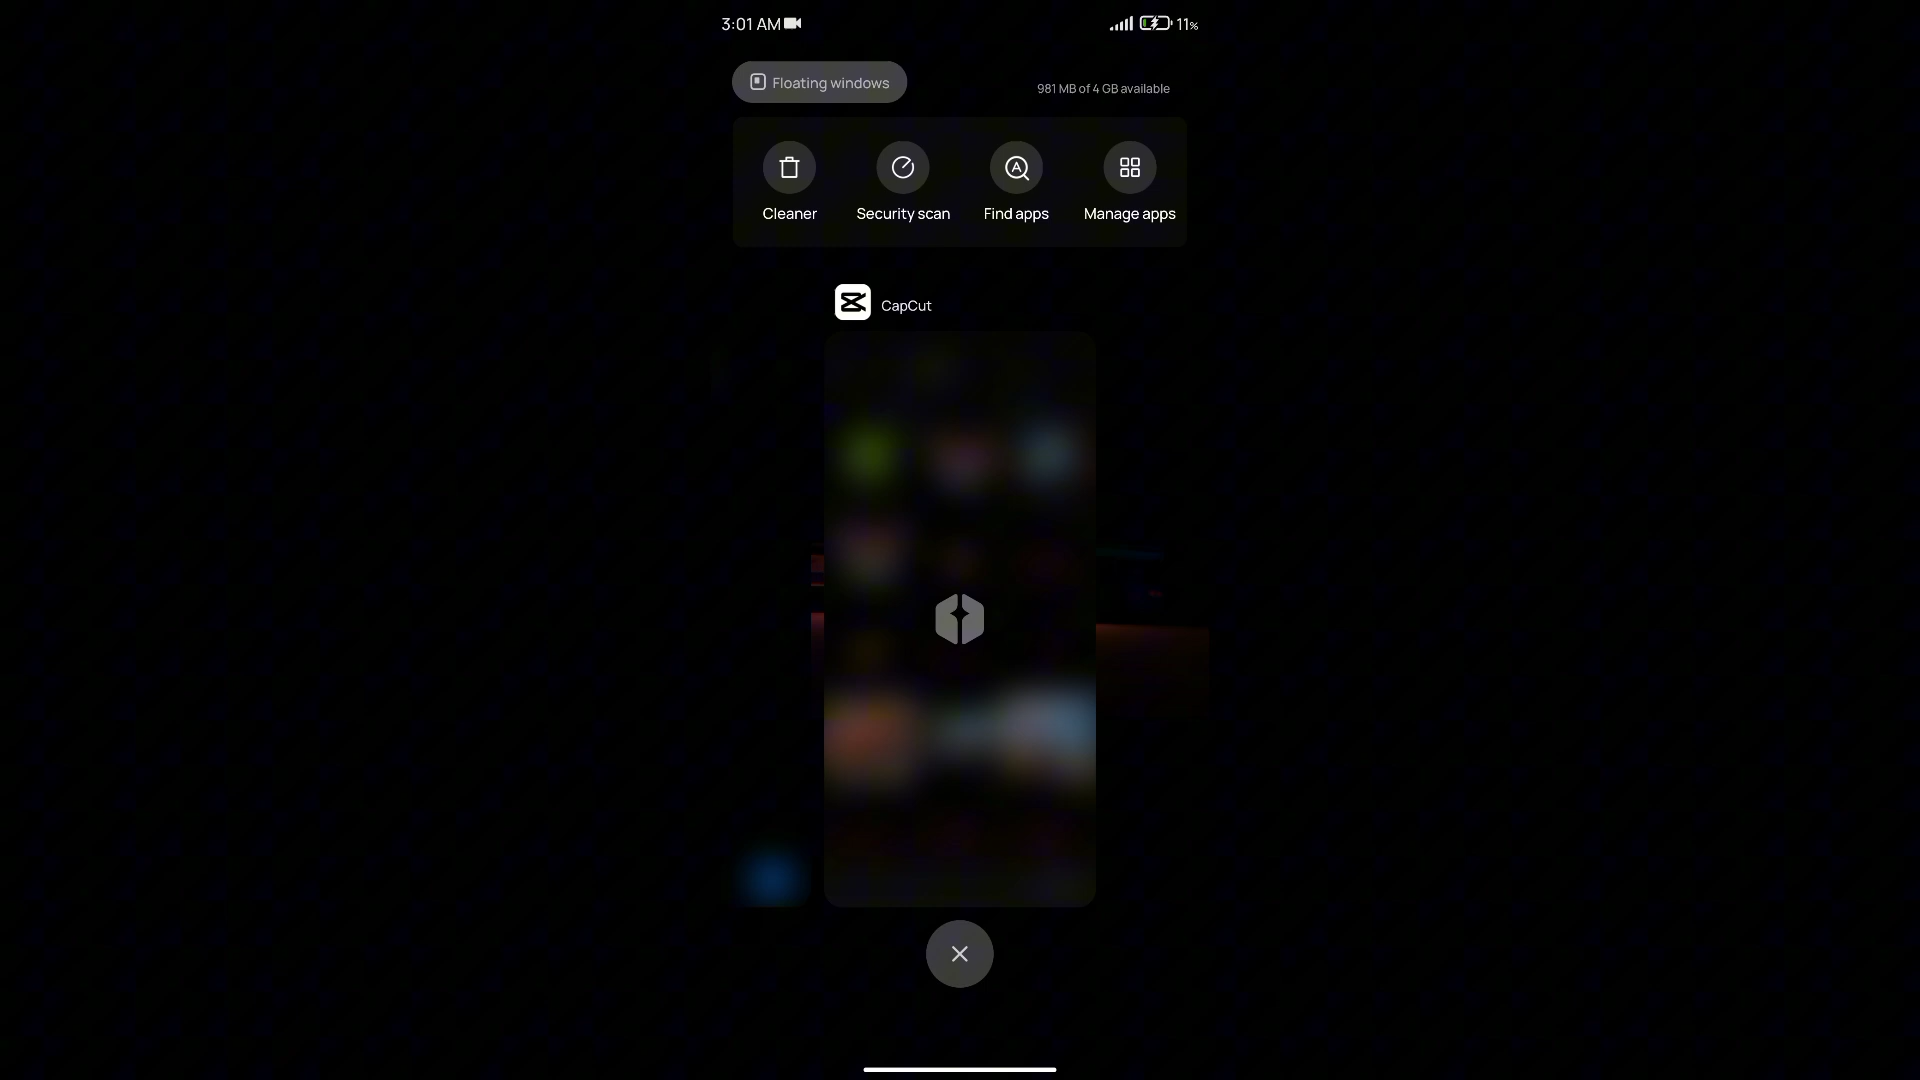 3:01 AM 11%
Floating windows
981 MB of 4 GB available
Cleaner Security scan Find apps Manage apps
CapCut